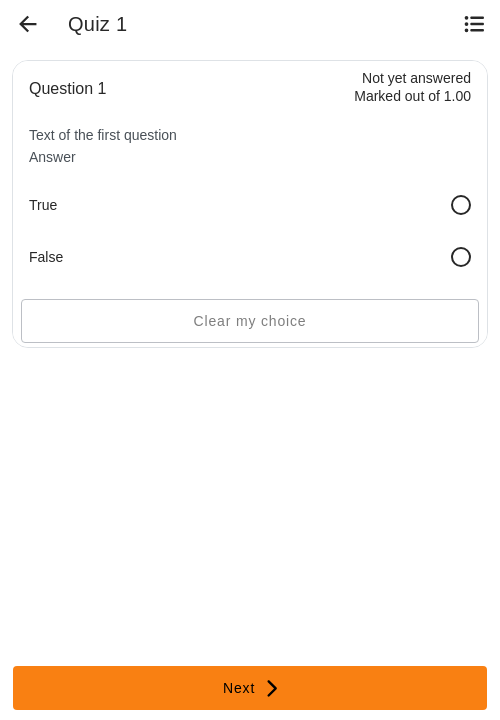 Quiz 1
Question 1
Not yet answered
Marked out of 1.00
Text of the first question
Answer
True
False
Clear my choice
Next